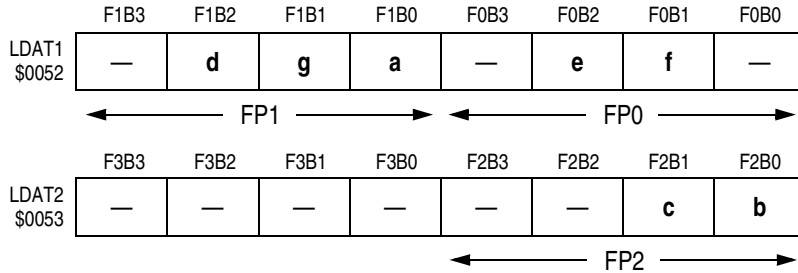 F1B3 F1B2 F1B1 F1B0 F0B3 F0B2 F0B1 F0B0
LDAT1
$0052
— d g a — e f —
FP1 FP0
F3B3 F3B2 F3B1 F3B0 F2B3 F2B2 F2B1 F2B0
LDAT2
$0053
— — — — — — c b
FP2